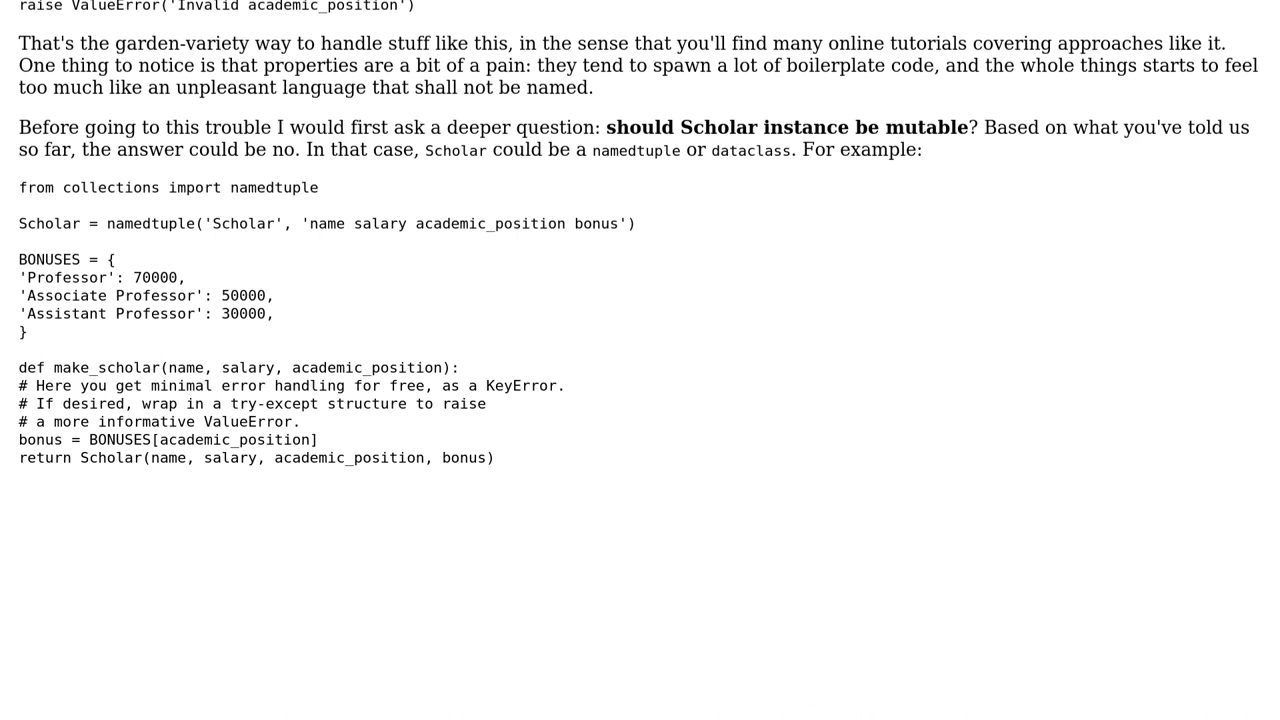 raise ValueError('Invalid academic_position')
That's the garden-variety way to handle stuff like this, in the sense that you'll find many online tutorials covering approaches like it.
One thing to notice is that properties are a bit of a pain: they tend to spawn a lot of boilerplate code, and the whole things starts to feel
too much like an unpleasant language that shall not be named.
Before going to this trouble I would first ask a deeper question: should Scholar instance be mutable? Based on what you've told us
so far, the answer could be no. In that case, Scholar could be a namedtuple or dataclass. For example:
from collections import namedtuple
Scholar = namedtuple('Scholar', 'name salary academic_position bonus')
BONUSES = {
'Professor': 70000,
'Associate Professor': 50000,
'Assistant Professor': 30000,
}
def make_scholar(name, salary, academic_position):
# Here you get minimal error handling for free, as a KeyError.
# If desired, wrap in a try-except structure to raise
# a more informative ValueError.
bonus = BONUSES[academic_position]
return Scholar(name, salary, academic_position, bonus)